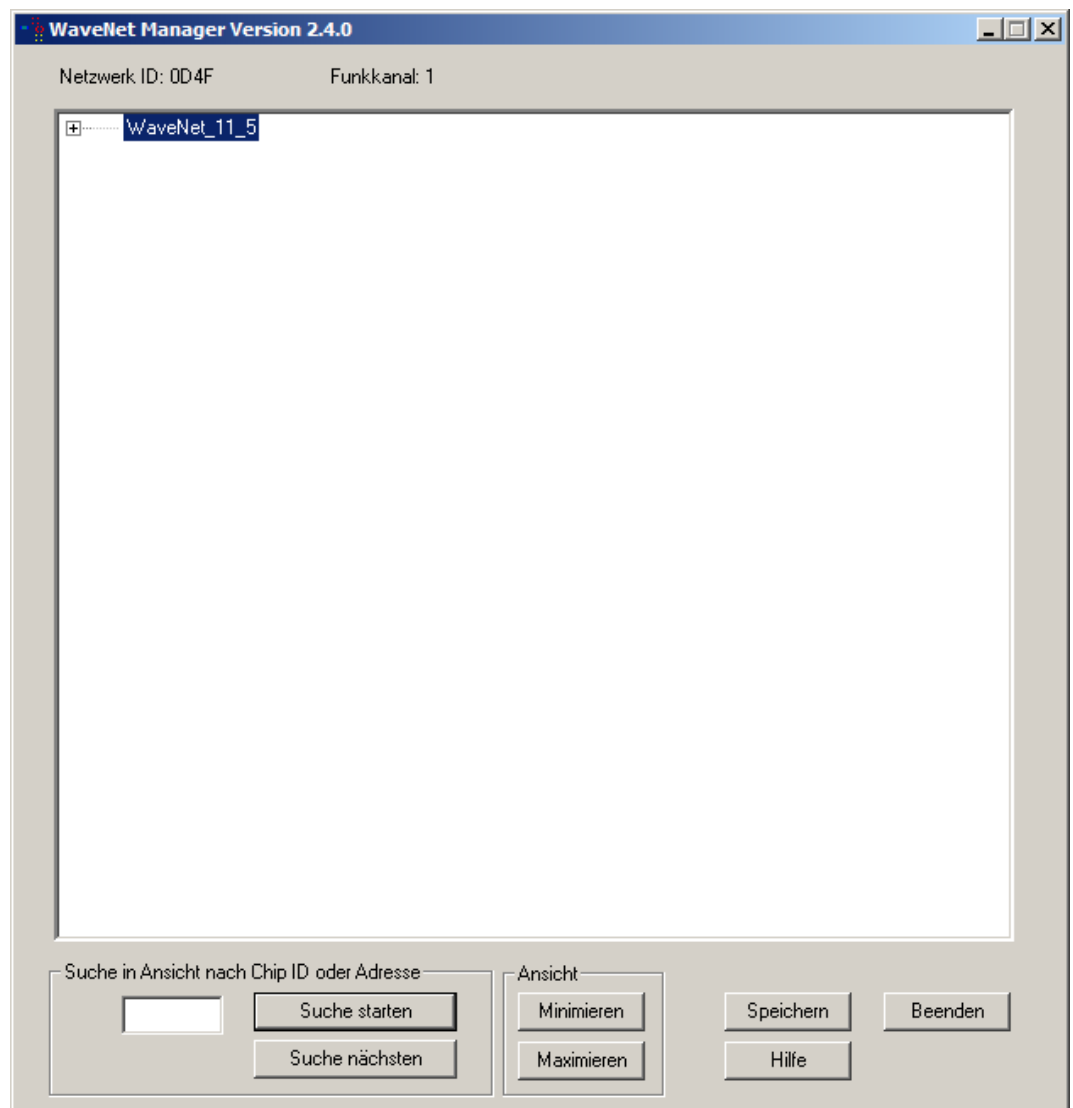 WaveNet Manager Version 2.4.0
Netzwerk ID: 0D4F Funkkanal: 1
WaveNet_11_5
Suche in Ansicht nach Chip ID oder Adresse
Suche starten
Suche nächsten
Ansicht
Minimieren
Maximieren
Speichern
Beenden
Hilfe